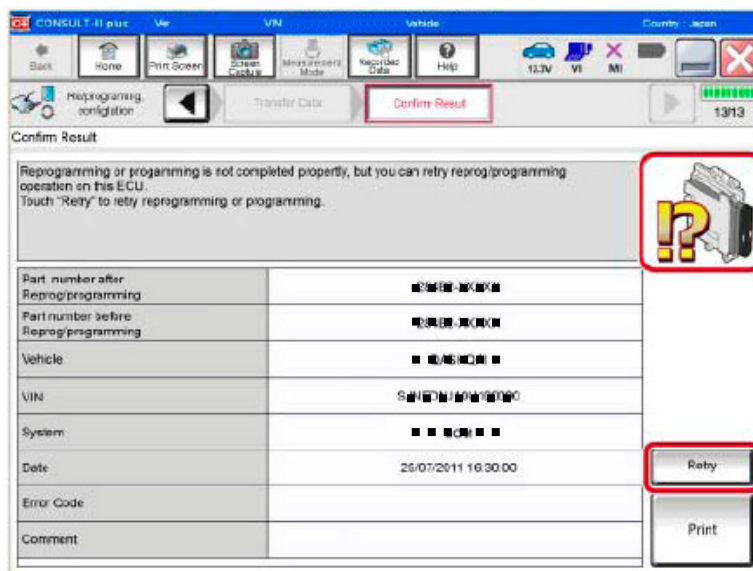 CONSULT-III plus Ver VIN Vehicle Country : Japan
Back Home Print Screen Screen Capture Measurement Mode Recorded Data Help 12.3V VI MI
Re/programing, configlation Transfer Data Confirm Result 13/13
Confirm Result
Reprogramming or progamming is not completed propertly, but you can retry reprog/programming
operation on this ECU.
Touch "Retry" to retry reprogramming or programming.
!?
Part number after
Reprog/programming
Part number before
Reprog/programming
Vehicle
VIN
System
Date 26/07/2011 16:30:00
Retry
Error Code
Comment
Print